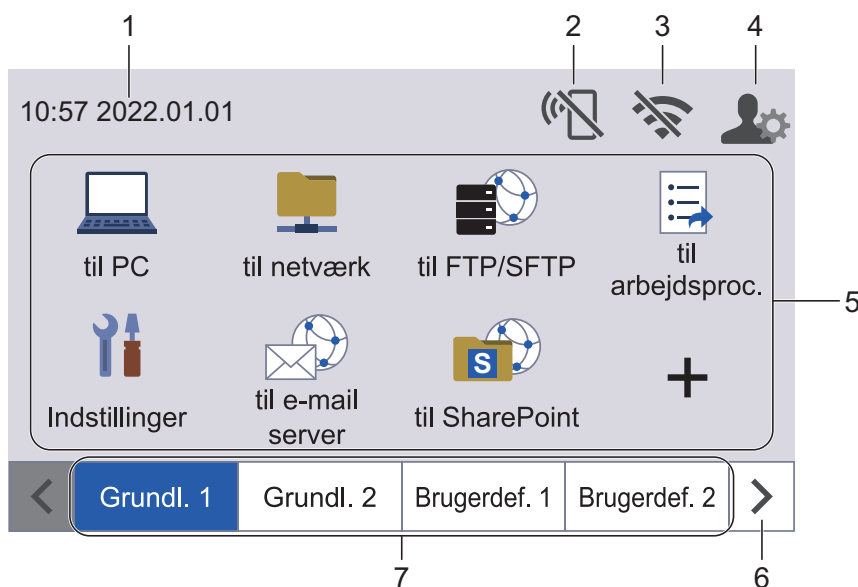 1
2
3
4
10:57 2022.01.01
til PC
til netværk
til FTP/SFTP
til
arbejdsproc.
5
Indstillinger
til e-mail
server
S
til SharePoint
Grundl. 1
Grundl. 2
Brugerdef. 1
Brugerdef. 2
7
6